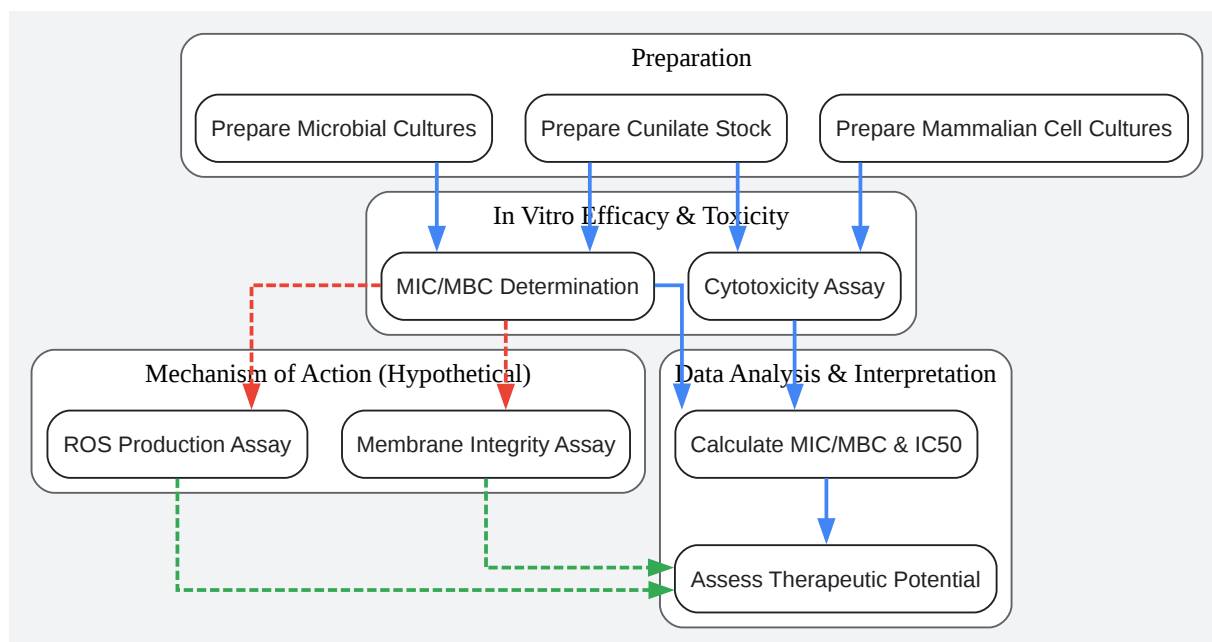 Preparation
Prepare Microbial Cultures
Prepare Cunilate Stock
Prepare Mammalian Cell Cultures
In Vitro Efficacy & Toxicity
MIC/MBC Determination
Cytotoxicity Assay
Mechanism of Action (Hypothetical)
Data Analysis & Interpretation
ROS Production Assay
Membrane Integrity Assay
Calculate MIC/MBC & IC50
Assess Therapeutic Potential